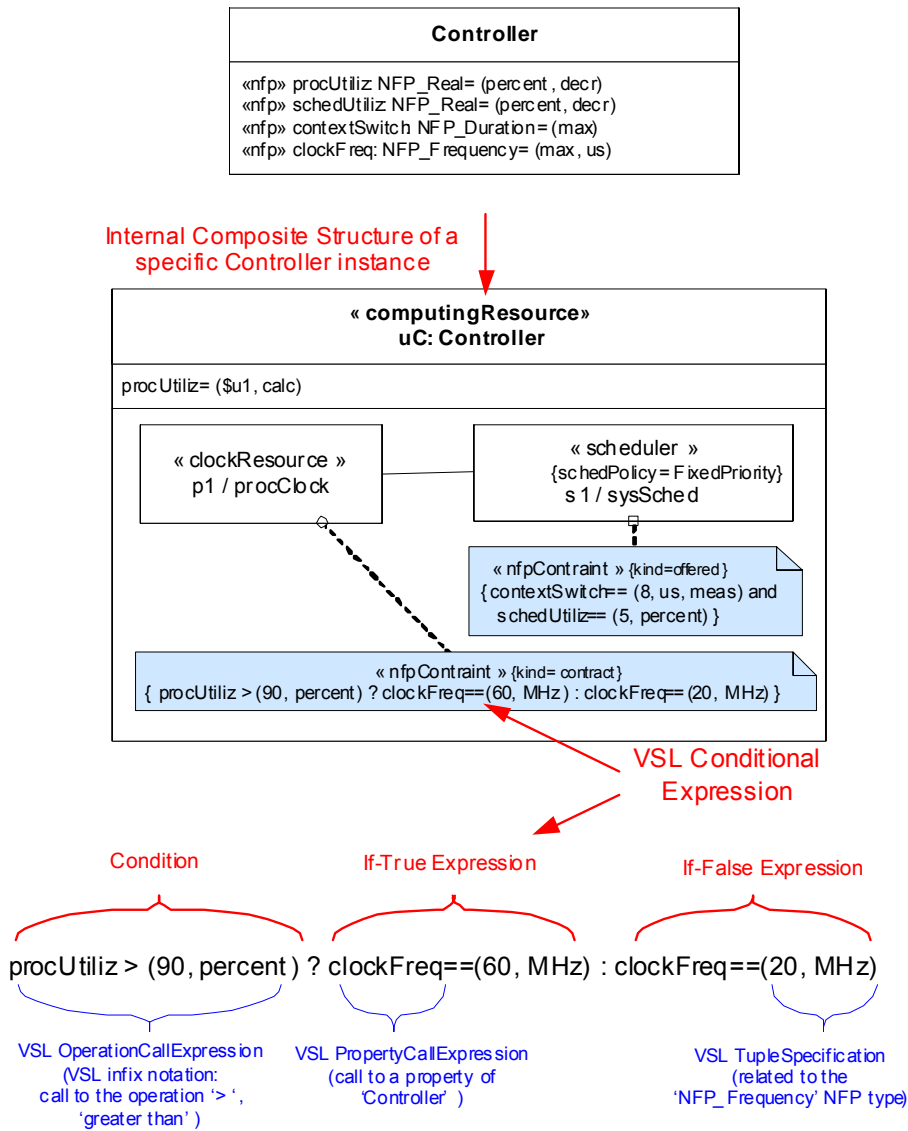 Controller
«nfp» procUtiliz: NFP_Real= (percent, decr)
«nfp» schedUtiliz: NFP_Real= (percent, decr)
«nfp» contextSwitch: NFP_Duration= (max)
«nfp» clockFreq: NFP_Frequency= (max, us)
Internal Composite Structure of a
specific Controller instance
« computingResource»
uC: Controller
procUtiliz= ($u1, calc)
« clockResource »
p1 / procClock
« scheduler »
{schedPolicy= FixedPriority}
s1 / sysSched
« nfpContraint » {kind=offered}
{ contextSwitch== (8, us, meas) and
schedUtiliz== (5, percent) }
« nfpContraint » {kind= contract}
{ procUtiliz > (90, percent) ? clockFreq==(60, MHz) : clockFreq==(20, MHz) }
VSL Conditional
Expression
Condition
If-True Expression
If-False Expression
procUtiliz > (90, percent) ? clockFreq==(60, MHz) : clockFreq==(20, MHz)
VSL OperationCallExpression
(VSL infix notation:
call to the operation ‘> ‘,
‘greater than’ )
VSL PropertyCallExpression
(call to a property of
‘Controller’ )
VSL TupleSpecification
(related to the
‘NFP_Frequency’ NFP type)